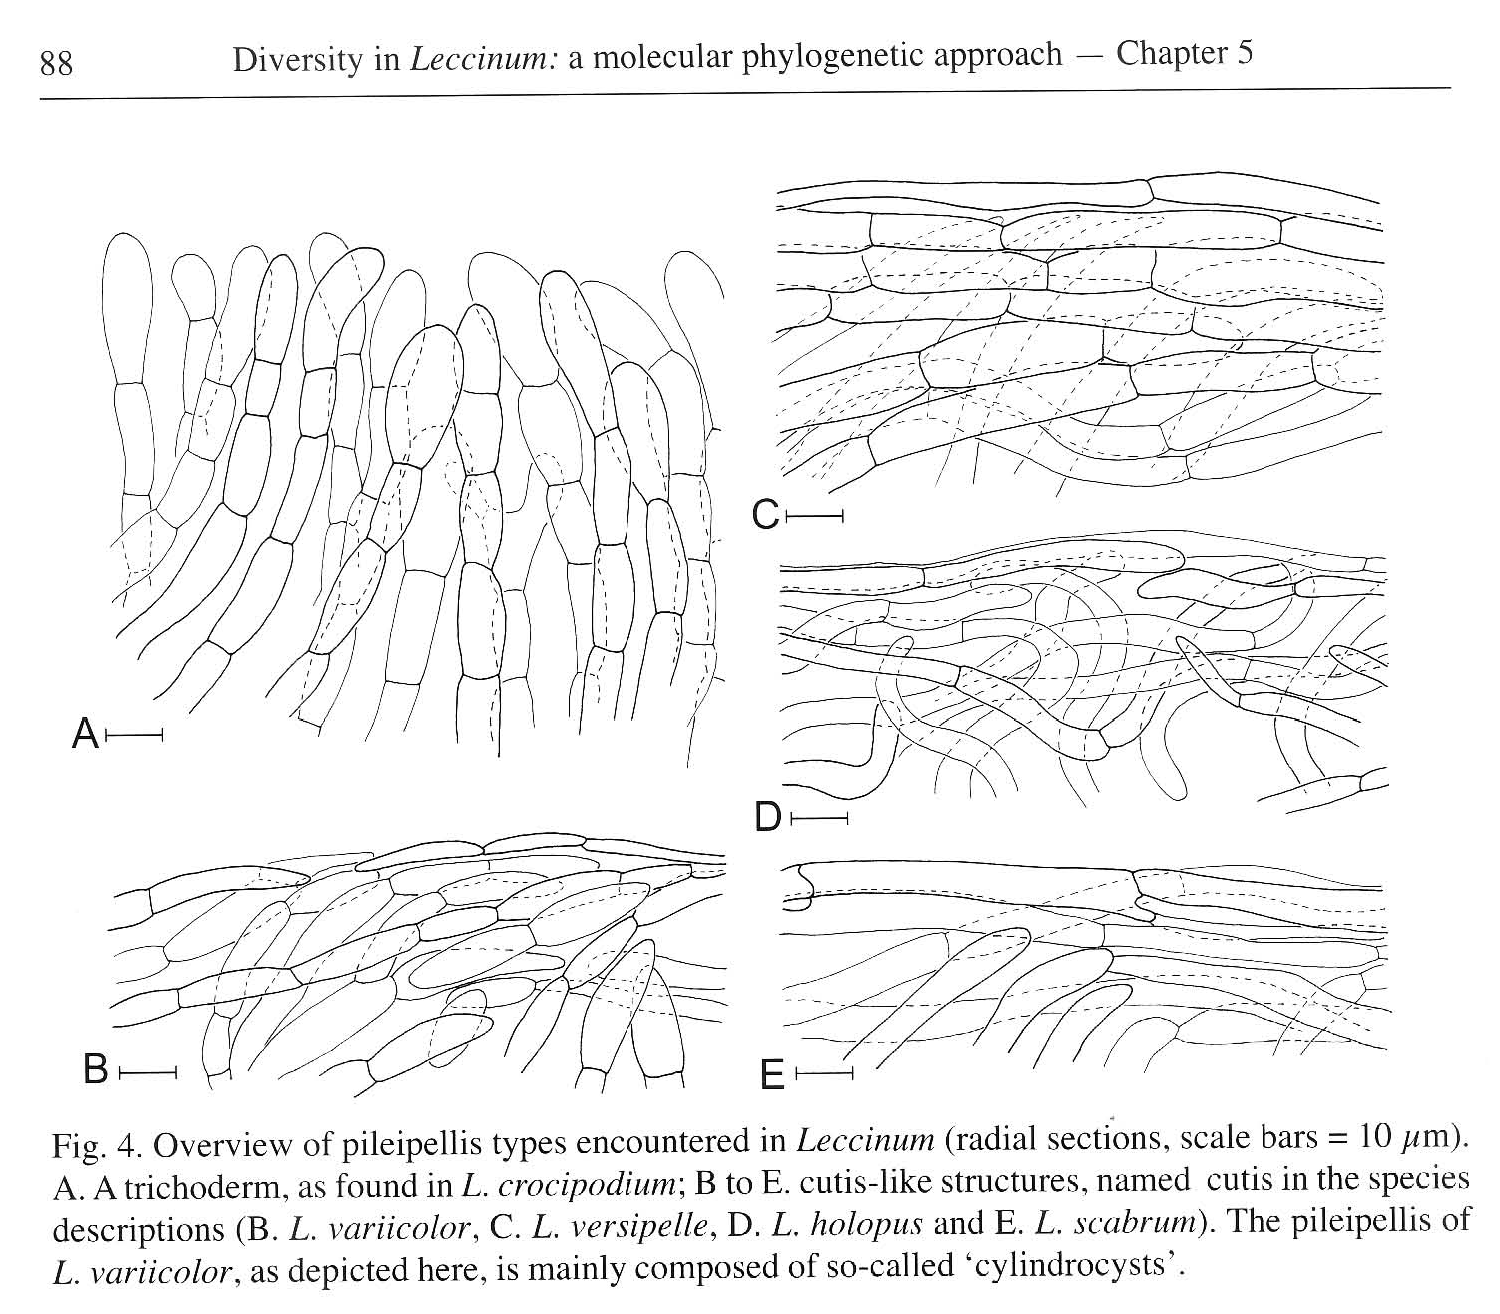 88
Diversity in Leccinum: a molecular phylogenetic approach — Chapter 5
A
B
C
D
E
Fig. 4. Overview of pileipellis types encountered in Leccinum (radial sections, scale bars = 10 µm).
A. A trichoderm, as found in L. crocipodium; B to E. cutis-like structures, named cutis in the species
descriptions (B. L. variicolor, C. L. versipelle, D. L. holopus and E. L. scabrum). The pileipellis of
L. variicolor, as depicted here, is mainly composed of so-called ‘cylindrocysts’.